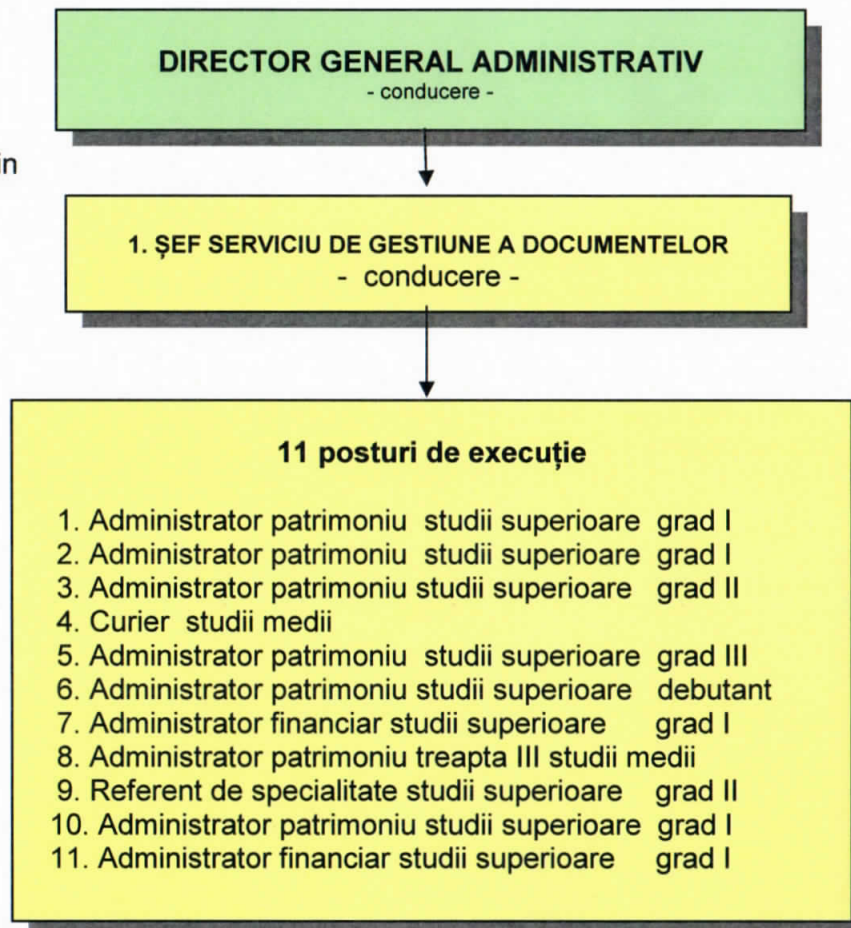 DIRECTOR GENERAL ADMINISTRATIV
- conducere -
in
1. ȘEF SERVICIU DE GESTIUNE A DOCUMENTELOR
- conducere -
11 posturi de execuție
1. Administrator patrimoniu studii superioare grad I
2. Administrator patrimoniu studii superioare grad I
3. Administrator patrimoniu studii superioare grad II
4. Curier studii medii
5. Administrator patrimoniu studii superioare grad III
6. Administrator patrimoniu studii superioare debutant
7. Administrator financiar studii superioare grad I
8. Administrator patrimoniu treapta III studii medii
9. Referent de specialitate studii superioare grad II
10. Administrator patrimoniu studii superioare grad I
11. Administrator financiar studii superioare grad I